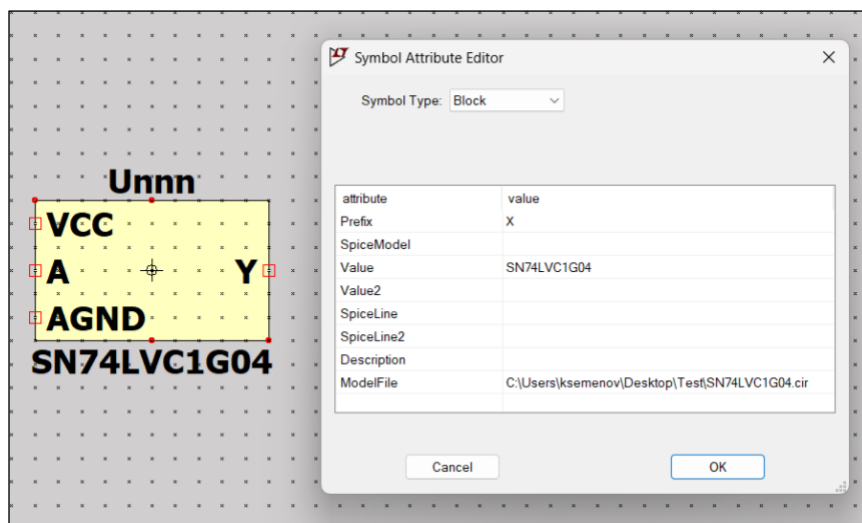 Unnn
VCC
A Y
AGND
SN74LVC1G04
LT Symbol Attribute Editor
Symbol Type: Block
attribute value
Prefix X
SpiceModel
Value SN74LVC1G04
Value2
SpiceLine
SpiceLine2
Description
ModelFile C:\Users\ksemenov\Desktop\Test\SN74LVC1G04.cir
Cancel OK